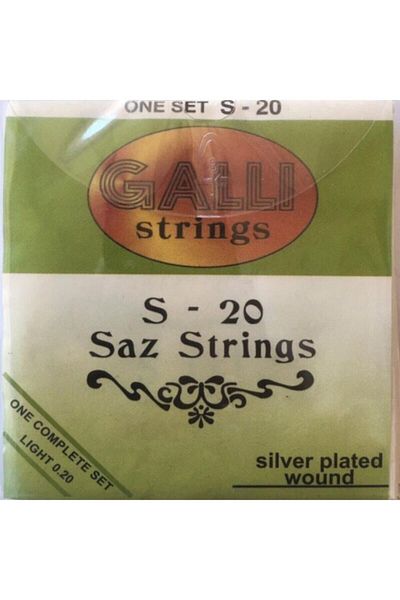 ONE SET S - 20
GALLI
strings
S - 20
Saz Strings
ONE COMPLETE SET
LIGHT 0.20
silver plated
wound